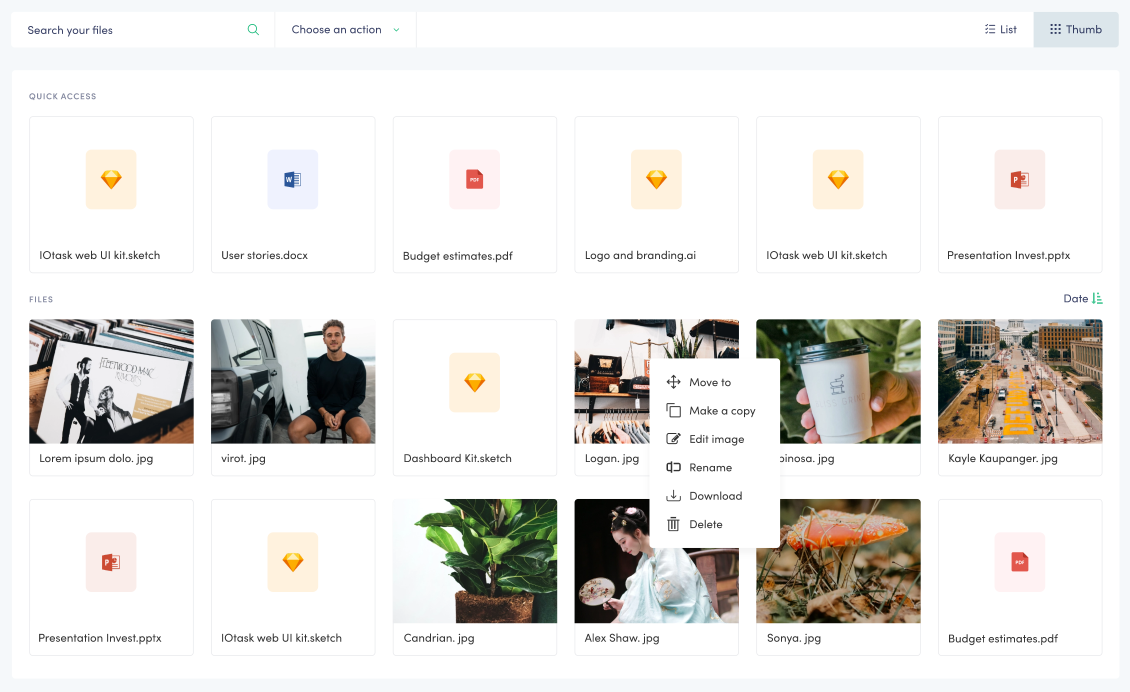 Search your files
Choose an action
List
Thumb
QUICK ACCESS
W
PDF
P
IOtask web UI kit.sketch
User stories.docx
Budget estimates.pdf
Logo and branding.ai
IOtask web UI kit.sketch
Presentation Invest.pptx
FILES
Date
FLEETWOOD MAC
Lorem ipsum dolo. jpg
virot. jpg
Dashboard Kit.sketch
Logan. jpg
inosa. jpg
Kayle Kaupanger. jpg
Move to
Make a copy
Edit image
Rename
Download
Delete
P
PDF
Presentation Invest.pptx
IOtask web UI kit.sketch
Candrian. jpg
Alex Shaw. jpg
Sonya. jpg
Budget estimates.pdf